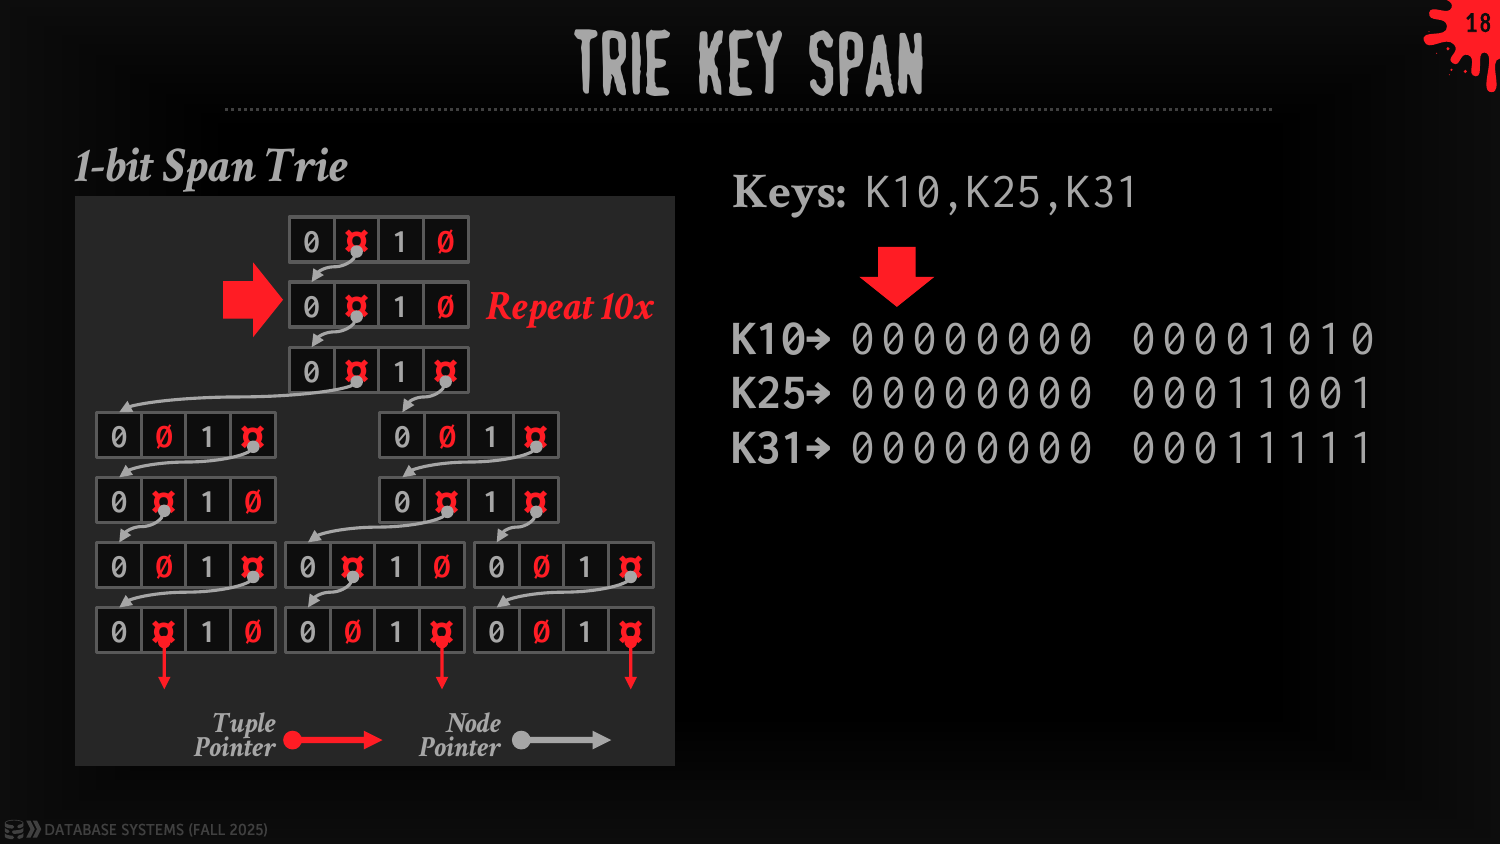 18
TRIE KEY SPAN
1-bit Span Trie
0 ¤ 1 Ø
0 ¤ 1 Ø Repeat 10x
0 ¤ 1 ¤
0 Ø 1 ¤ 0 Ø 1 ¤
0 ¤ 1 Ø 0 ¤ 1 ¤
0 Ø 1 ¤ 0 ¤ 1 Ø 0 Ø 1 ¤
0 ¤ 1 Ø 0 Ø 1 ¤ 0 Ø 1 ¤
Tuple
Pointer
Node
Pointer
Keys: K10,K25,K31
K10→ 00000000 00001010
K25→ 00000000 00011001
K31→ 00000000 00011111
DATABASE SYSTEMS (FALL 2025)